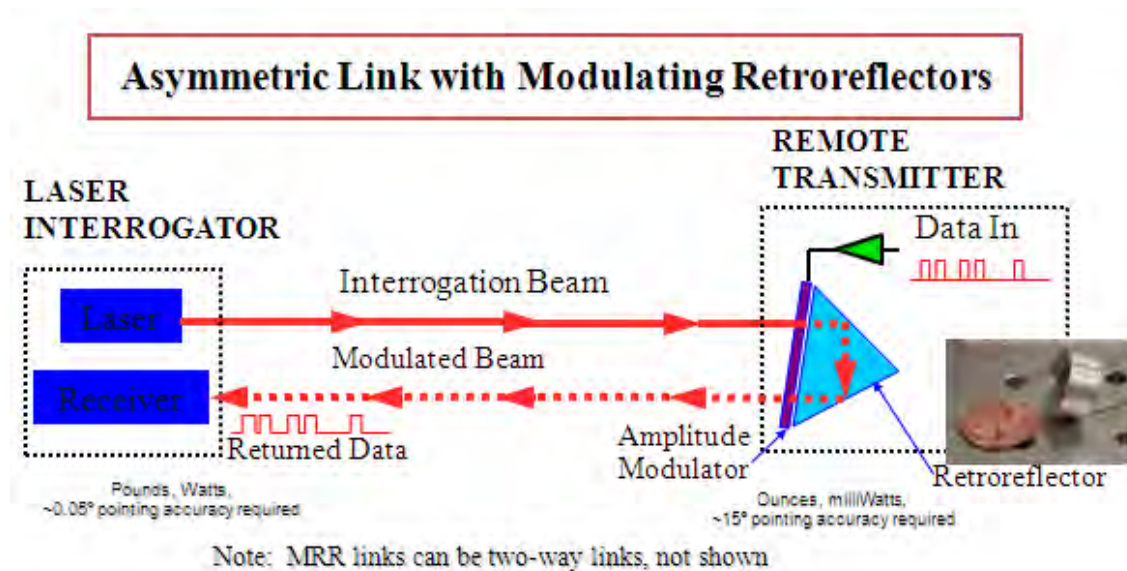 Asymmetric Link with Modulating Retroreflectors
REMOTE
TRANSMITTER
LASER
INTERROGATOR
Data In
Interrogation Beam
Laser
Modulated Beam
Receiver
Returned Data
Amplitude
Modulator
Retroreflector
Pounds, Watts,
~0.05° pointing accuracy required
Ounces, milliWatts,
~15° pointing accuracy required
Note: MRR links can be two-way links, not shown